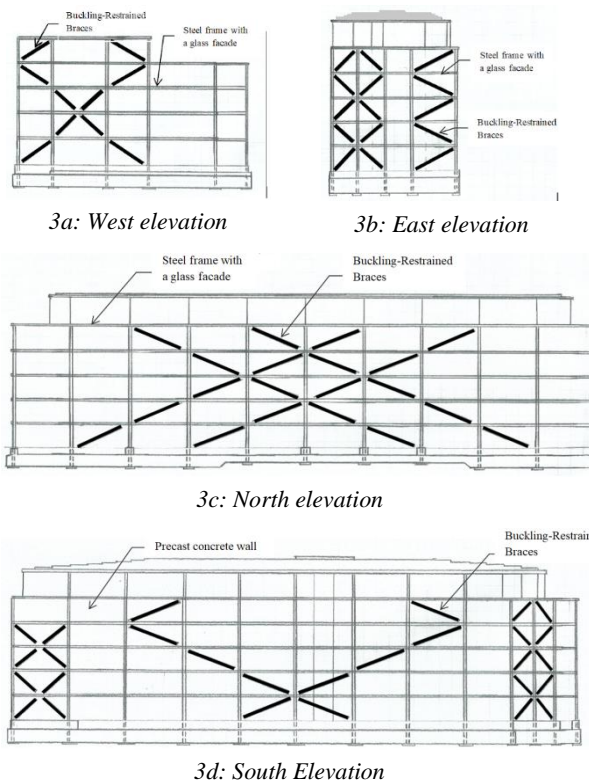 Buckling-Restrained
Braces
Steel frame with
a glass facade
3a: West elevation
Steel frame with
a glass facade
Buckling-Restrained
Braces
3b: East elevation
Steel frame with
a glass facade
Buckling-Restrained
Braces
3c: North elevation
Precast concrete wall
Buckling-Restrai
Braces
3d: South Elevation